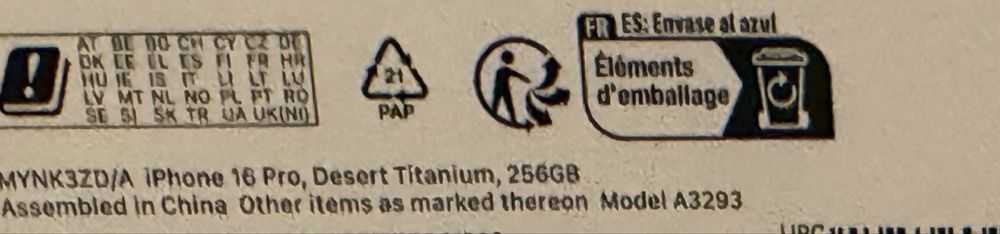 AT BE BG CH CY CZ DE
DK EE EL ES FI FR HR
HU IE IS IT LI LT LU
LV MT NL NO PL PT RO
SE SI SK TR UA UK(NI)
21
PAP
FR ES: Envase al azul
Éléments
d'emballage
MYNK3ZD/A iPhone 16 Pro, Desert Titanium, 256GB
Assembled in China Other items as marked thereon Model A3293
UPC